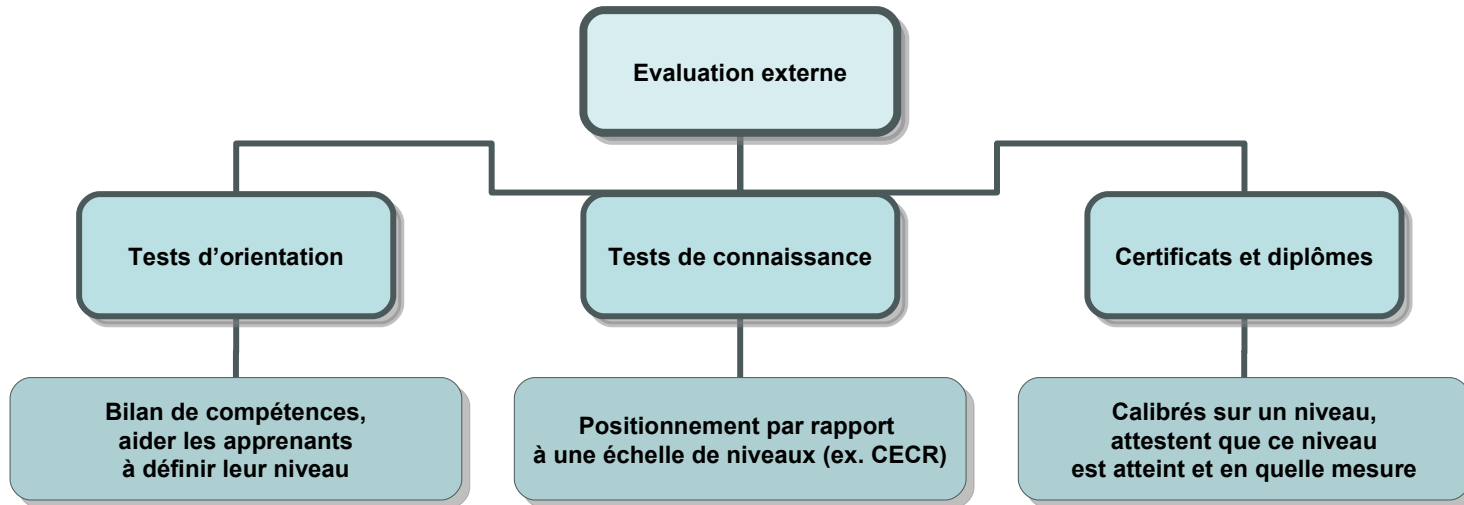 Evaluation externe
Tests d’orientation
Tests de connaissance
Certificats et diplômes
Bilan de compétences,
aider les apprenants
à définir leur niveau
Positionnement par rapport
à une échelle de niveaux (ex. CECR)
Calibrés sur un niveau,
attestent que ce niveau
est atteint et en quelle mesure